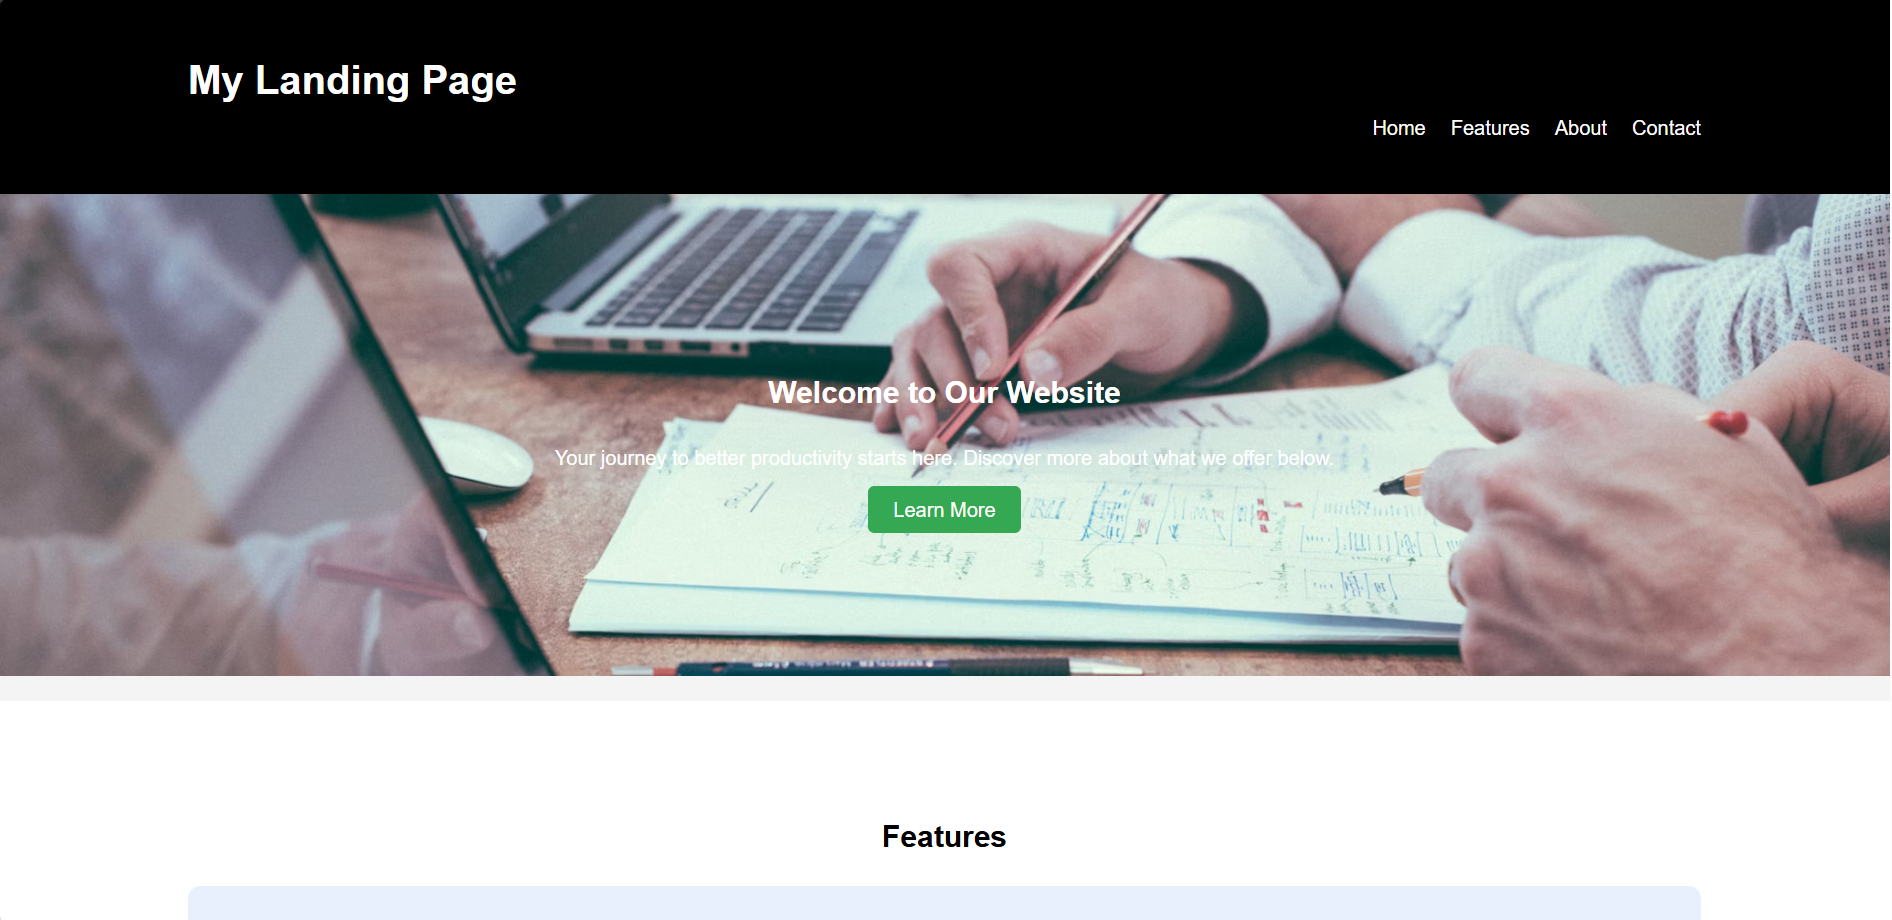 My Landing Page
Home Features About Contact
Welcome to Our Website
Your journey to better productivity starts here. Discover more about what we offer below.
Learn More
Features